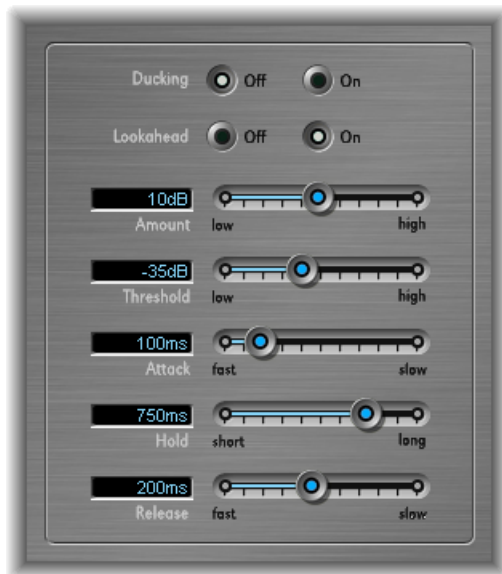 Ducking Off On
Lookahead Off On
10dB
Amount low high
-35dB
Threshold low high
100ms
Attack fast slow
750ms
Hold short long
200ms
Release fast slow